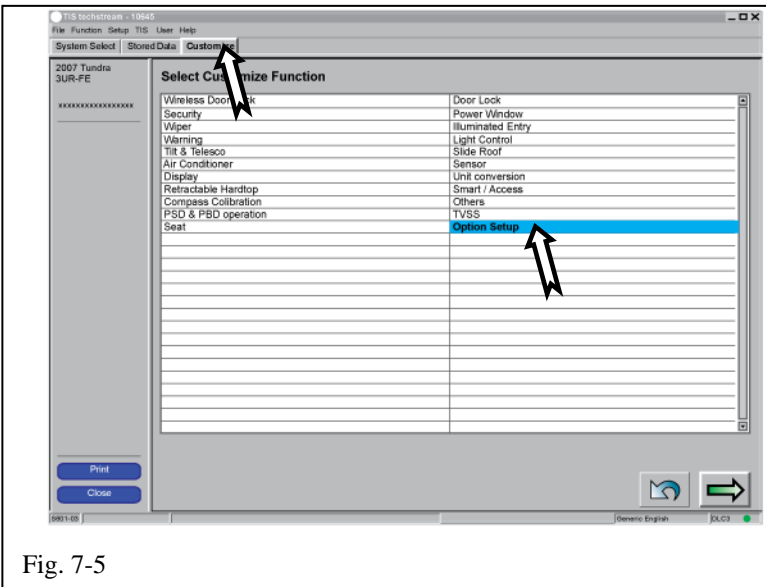 TIS techstream - 10645
File Function Setup TIS User Help
System Select Stored Data Customize
2007 Tundra
3UR-FE
xxxxxxxxxxxxxxxxx
Select Customize Function
Wireless Door Lock Door Lock
Security Power Window
Wiper Illuminated Entry
Warning Light Control
Tilt & Telesco Slide Roof
Air Conditioner Sensor
Display Unit conversion
Retractable Hardtop Smart / Access
Compass Colibration Others
PSD & PBD operation TVSS
Seat Option Setup
Print
Close
S601-05 Generic English DLC3
Fig. 7-5